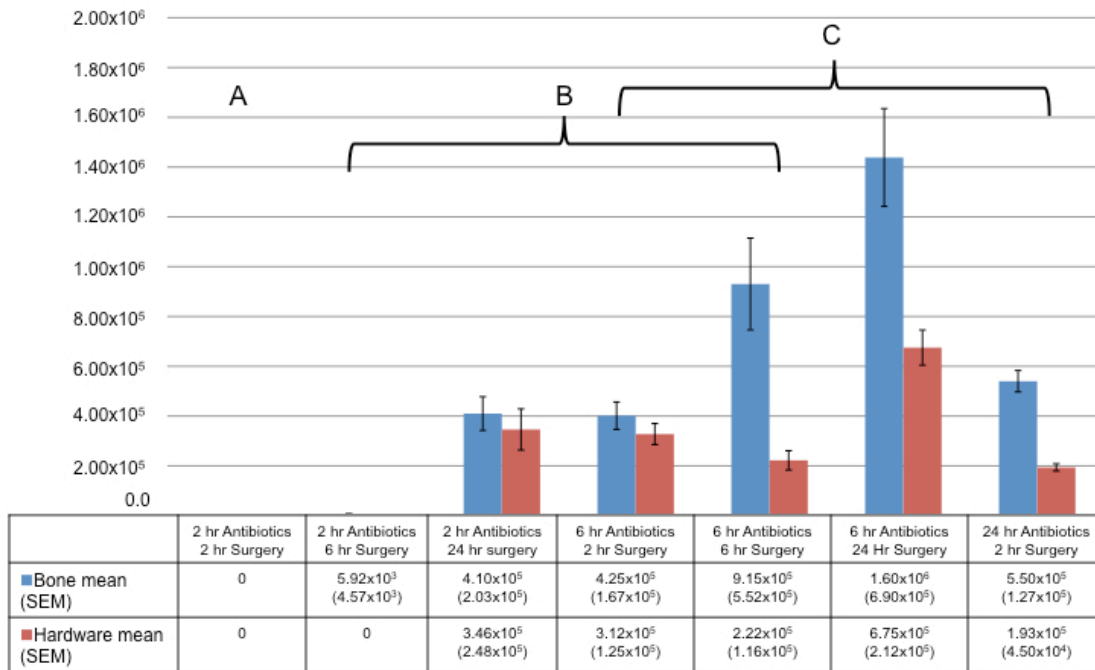 2.00x10⁶
1.80x10⁶
1.60x10⁶
1.40x10⁶
1.20x10⁶
1.00x10⁶
8.00x10⁵
6.00x10⁵
4.00x10⁵
2.00x10⁵
0.0
A
B
C
2 hr Antibiotics
2 hr Surgery
2 hr Antibiotics
6 hr Surgery
2 hr Antibiotics
24 hr surgery
6 hr Antibiotics
2 hr Surgery
6 hr Antibiotics
6 hr Surgery
6 hr Antibiotics
24 Hr Surgery
24 hr Antibiotics
2 hr Surgery
Bone mean
(SEM)
0
5.92x10³
(4.57x10³)
4.10x10⁵
(2.03x10⁵)
4.25x10⁵
(1.67x10⁵)
9.15x10⁵
(5.52x10⁵)
1.60x10⁶
(6.90x10⁵)
5.50x10⁵
(1.27x10⁵)
Hardware mean
(SEM)
0
0
3.46x10⁵
(2.48x10⁵)
3.12x10⁵
(1.25x10⁵)
2.22x10⁵
(1.16x10⁵)
6.75x10⁵
(2.12x10⁵)
1.93x10⁵
(4.50x10⁴)